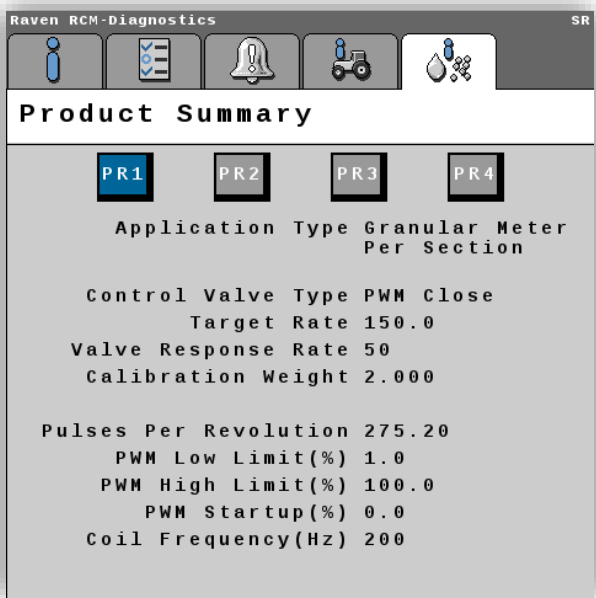 Raven RCM-Diagnostics SR
Product Summary
PR1 PR2 PR3 PR4
Application Type Granular Meter
Per Section
Control Valve Type PWM Close
Target Rate 150.0
Valve Response Rate 50
Calibration Weight 2.000
Pulses Per Revolution 275.20
PWM Low Limit(%) 1.0
PWM High Limit(%) 100.0
PWM Startup(%) 0.0
Coil Frequency(Hz) 200